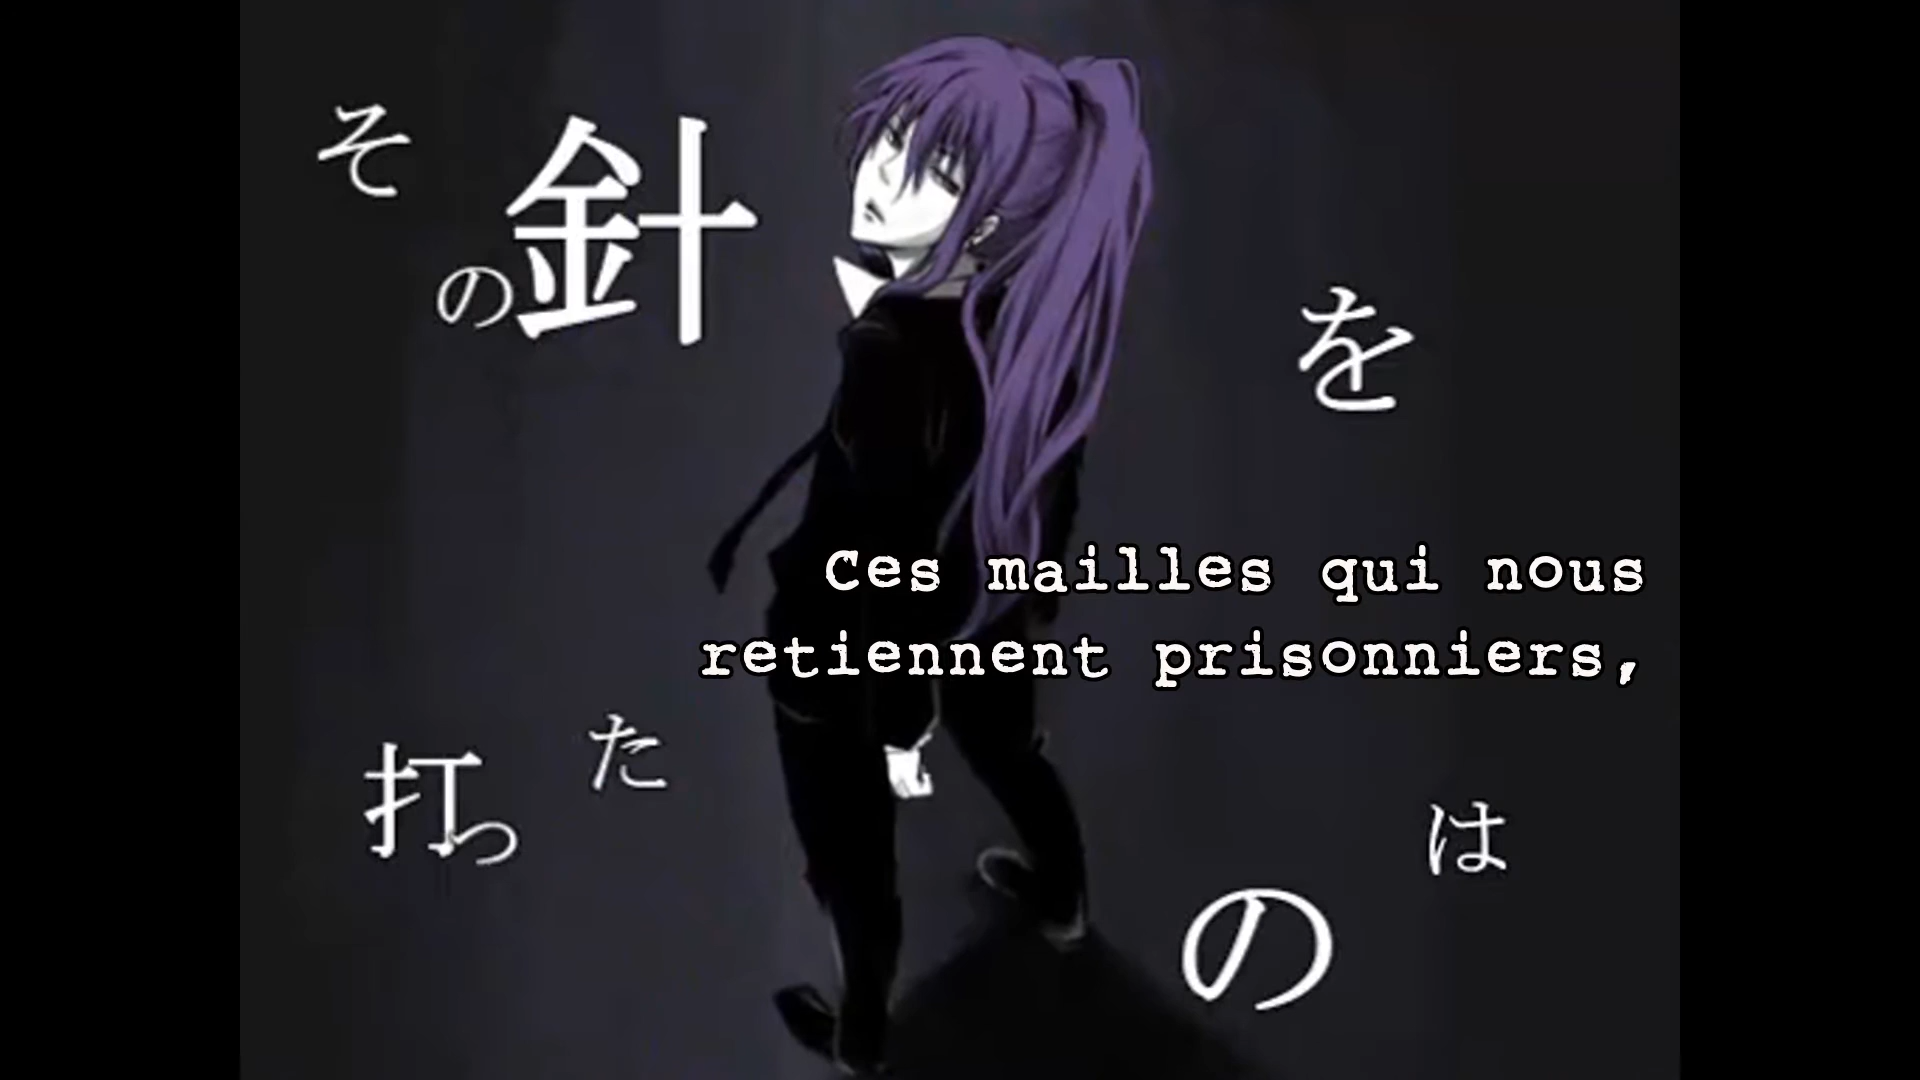 その針を
Ces mailles qui nous
retiennent prisonniers,
打ったのは